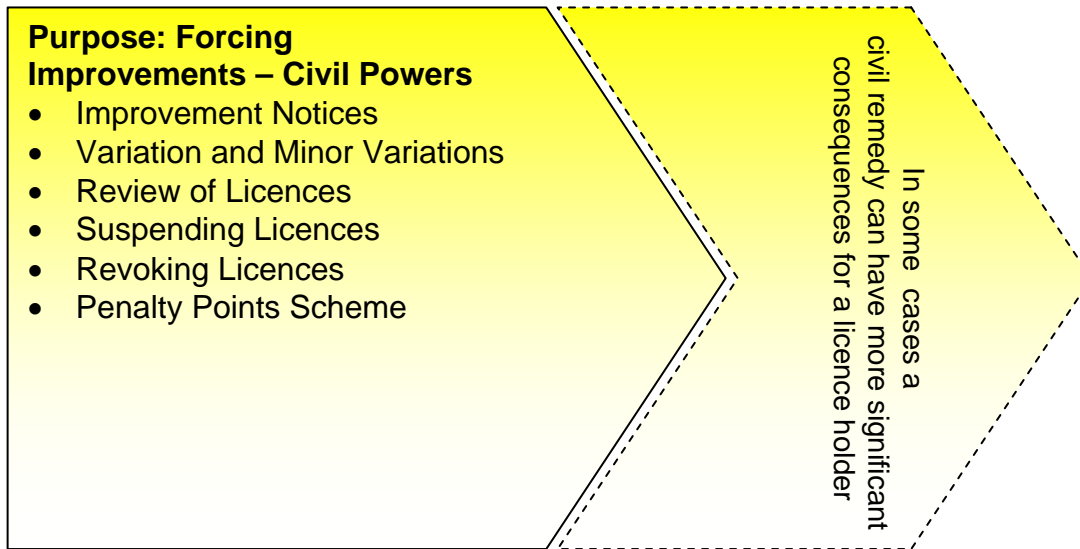 Purpose: Forcing
Improvements – Civil Powers
• Improvement Notices
• Variation and Minor Variations
• Review of Licences
• Suspending Licences
• Revoking Licences
• Penalty Points Scheme
In some cases a
civil remedy can have more significant
consequences for a licence holder